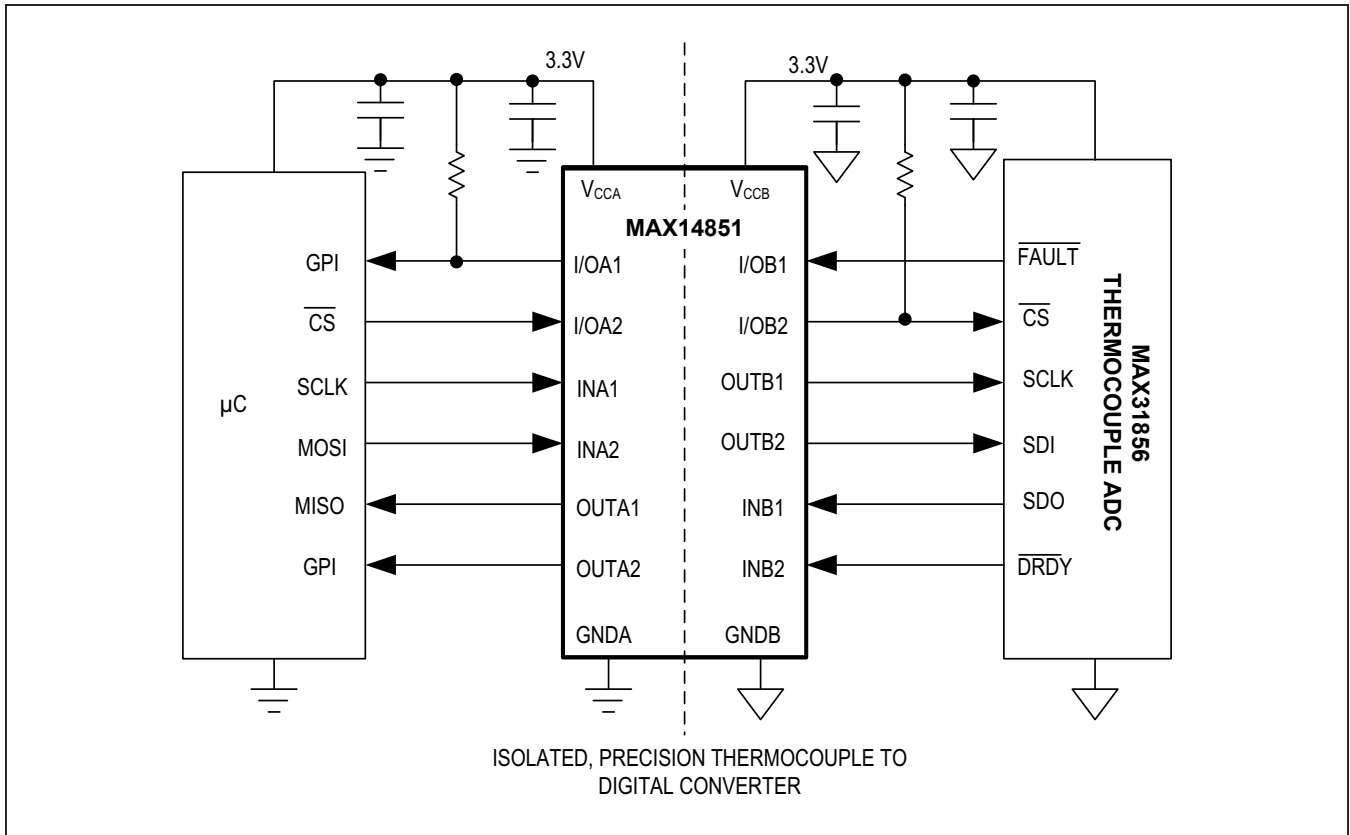 3.3V
3.3V
VCCA
VCCB
MAX14851
GPI
I/OA1
I/OB1
FAULT
CS
I/OA2
I/OB2
CS
SCLK
INA1
OUTB1
SCLK
µC
MOSI
INA2
OUTB2
SDI
MISO
OUTA1
INB1
SDO
GPI
OUTA2
INB2
DRDY
GNDA
GNDB
MAX31856
THERMOCOUPLE ADC
ISOLATED, PRECISION THERMOCOUPLE TO
DIGITAL CONVERTER